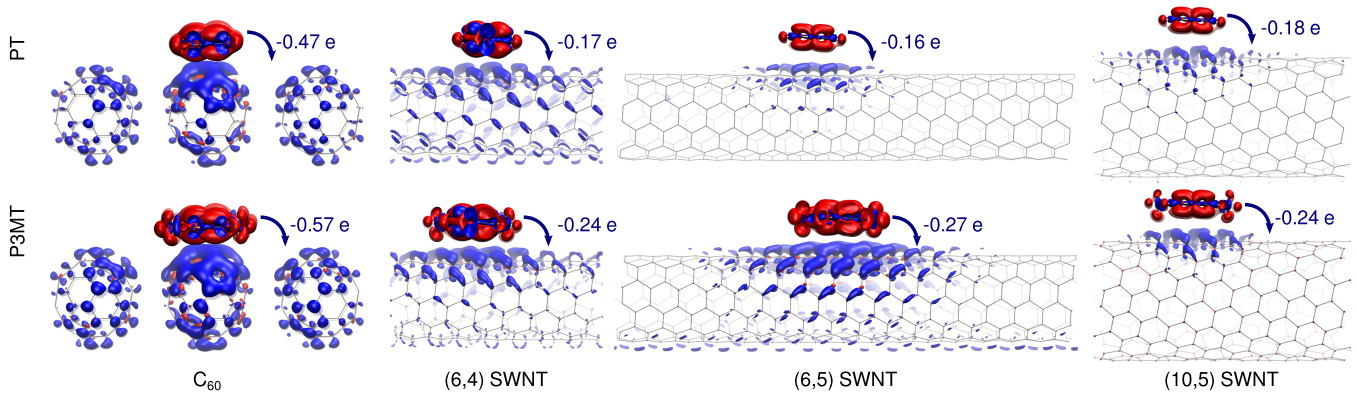 PT
-0.47 e
-0.17 e
-0.16 e
-0.18 e
P3MT
-0.57 e
-0.24 e
-0.27 e
-0.24 e
C₆₀
(6,4) SWNT
(6,5) SWNT
(10,5) SWNT